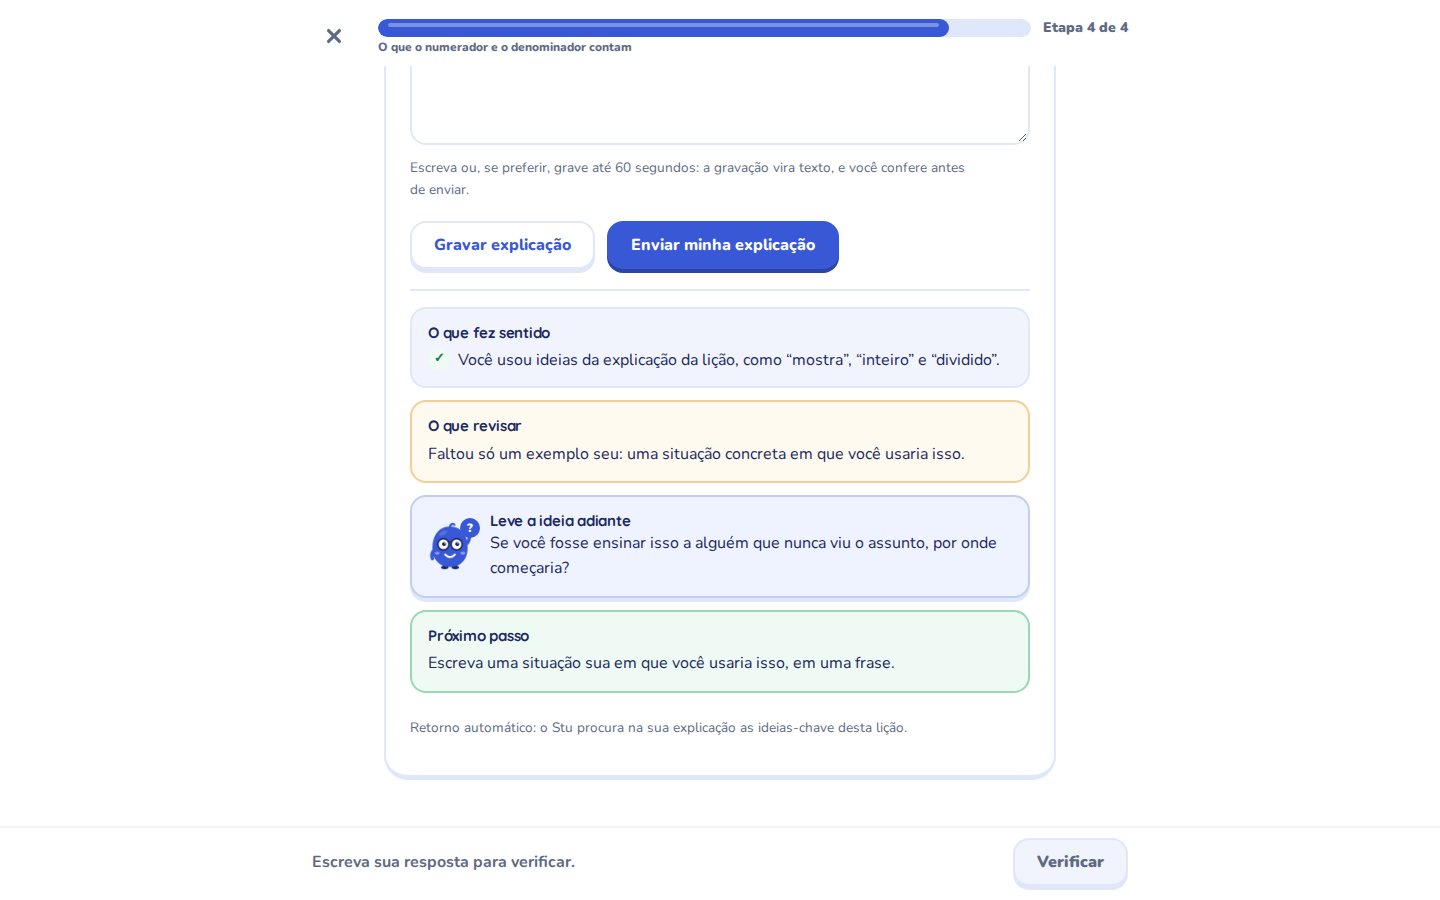 Etapa 4 de 4
O que o numerador e o denominador contam
Escreva ou, se preferir, grave até 60 segundos: a gravação vira texto, e você confere antes
de enviar.
Gravar explicação
Enviar minha explicação
O que fez sentido
✓ Você usou ideias da explicação da lição, como “mostra”, “inteiro” e “dividido”.
O que revisar
Faltou só um exemplo seu: uma situação concreta em que você usaria isso.
?
Leve a ideia adiante
Se você fosse ensinar isso a alguém que nunca viu o assunto, por onde
começaria?
Próximo passo
Escreva uma situação sua em que você usaria isso, em uma frase.
Retorno automático: o Stu procura na sua explicação as ideias-chave desta lição.
Escreva sua resposta para verificar.
Verificar